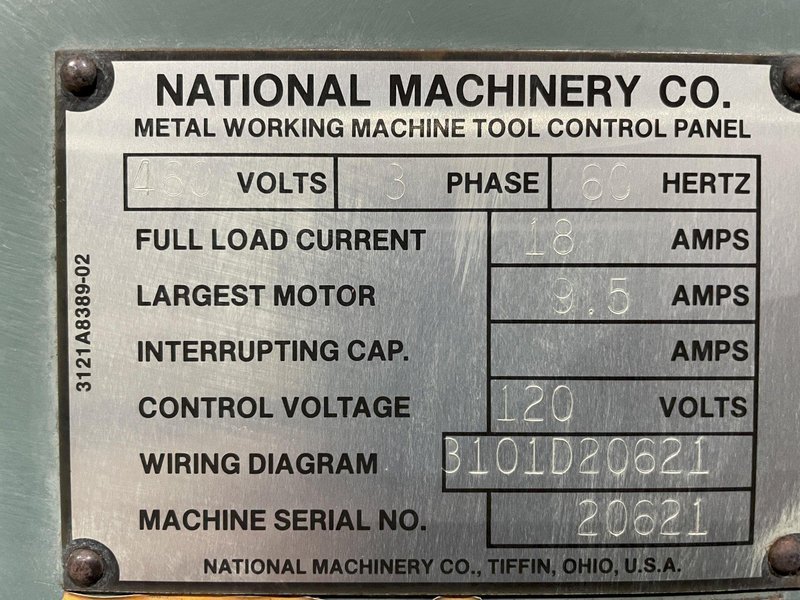 NATIONAL MACHINERY CO.
METAL WORKING MACHINE TOOL CONTROL PANEL
460 VOLTS 3 PHASE 60 HERTZ
FULL LOAD CURRENT 18 AMPS
LARGEST MOTOR 9.5 AMPS
INTERRUPTING CAP. AMPS
CONTROL VOLTAGE 120 VOLTS
WIRING DIAGRAM 3101D20621
MACHINE SERIAL NO. 20621
NATIONAL MACHINERY CO., TIFFIN, OHIO, U.S.A.
3121A8389-02